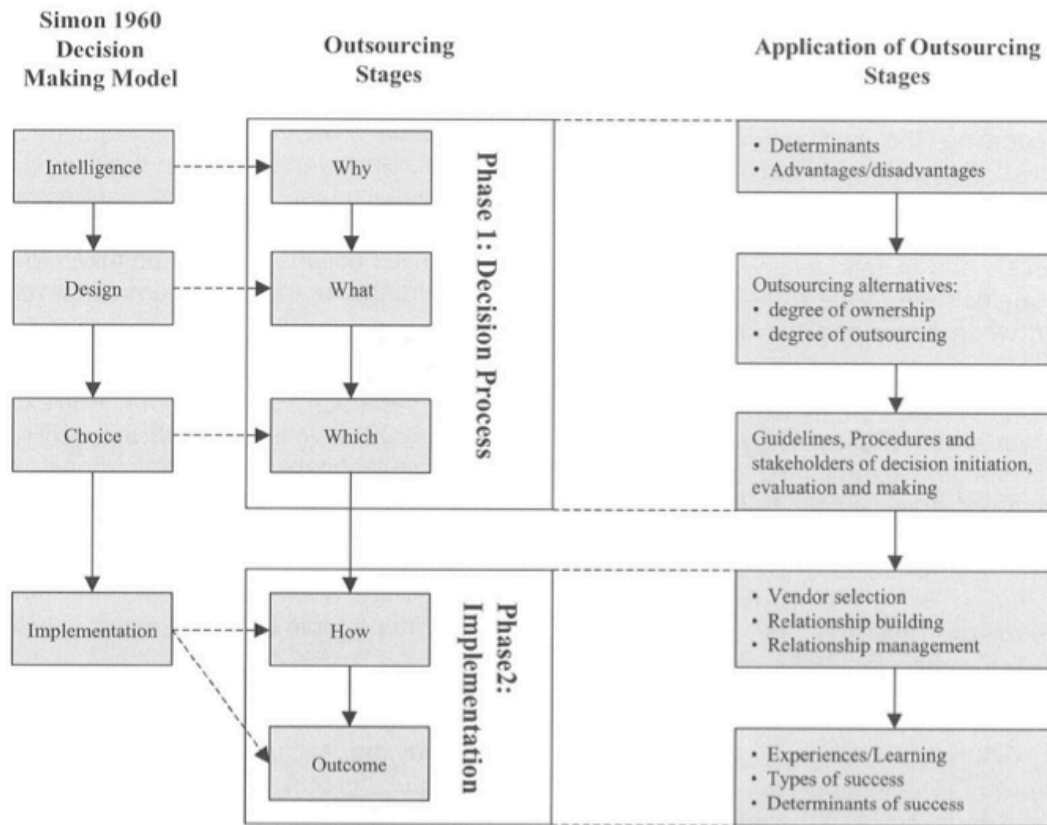 Simon 1960
Decision
Making Model
Outsourcing
Stages
Application of Outsourcing
Stages
Intelligence
Design
Choice
Implementation
Why
What
Which
How
Outcome
Phase 1: Decision Process
Phase2:
Implementation
• Determinants
• Advantages/disadvantages
Outsourcing alternatives:
• degree of ownership
• degree of outsourcing
Guidelines, Procedures and
stakeholders of decision initiation,
evaluation and making
• Vendor selection
• Relationship building
• Relationship management
• Experiences/Learning
• Types of success
• Determinants of success